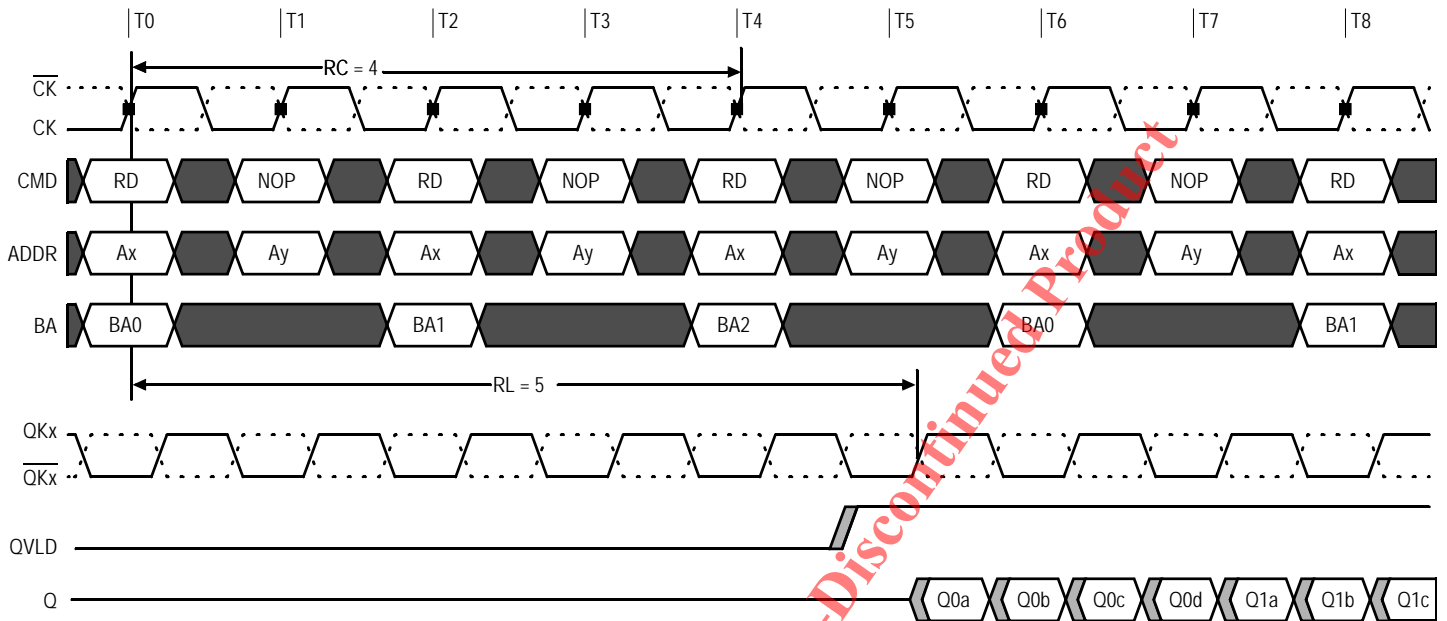 T0 T1 T2 T3 T4 T5 T6 T7 T8
RC = 4
CK
CK
CMD RD NOP RD NOP RD NOP RD NOP RD
ADDR Ax Ay Ax Ay Ax Ay Ax Ay Ax
BA BA0 BA1 BA2 BA0 BA1
RL = 5
QKx
QKx
QVLD
Q Q0a Q0b Q0c Q0d Q1a Q1b Q1c
-Discontinued Product